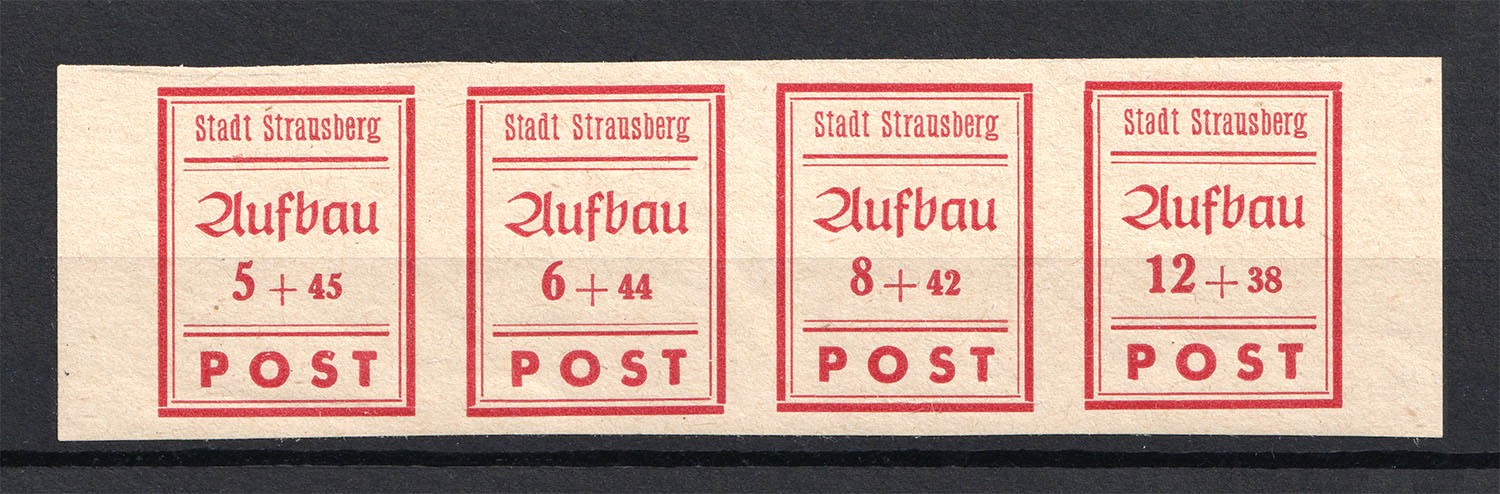 Stadt Strausberg
Aufbau
5 + 45
POST
Stadt Strausberg
Aufbau
6 + 44
POST
Stadt Strausberg
Aufbau
8 + 42
POST
Stadt Strausberg
Aufbau
12 + 38
POST